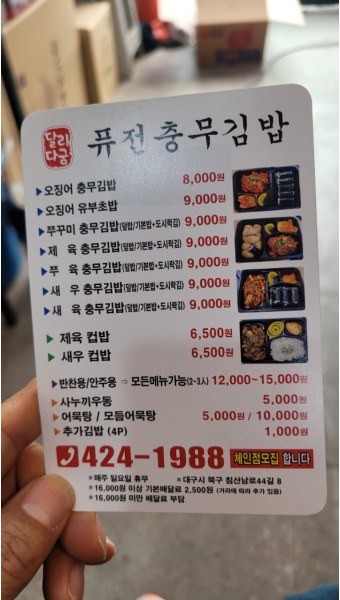 달리
다굼
퓨전충무김밥
▶오징어 충무김밥 8,000원
▶오징어 유부초밥 9,000원
▶쭈꾸미 충무김밥(덮밥/기본밥+도시락김) 9,000원
▶제 육 충무김밥(덮밥/기본밥+도시락김) 9,000원
▶쭈 육 충무김밥(덮밥/기본밥+도시락김) 9,000원
▶새 우 충무김밥(덮밥/기본밥+도시락김) 9,000원
▶새 육 충무김밥(덮밥/기본밥+도시락김) 9,000원
▶ 제육 컵밥 6,500원
▶ 새우 컵밥 6,500원
▶반찬용/안주용 ⇒ 모든메뉴가능(2~3人) 12,000~15,000원
▶사누끼우동 5,000원
▶어묵탕 / 모듬어묵탕 5,000원 / 10,000원
▶추가김밥 (4P) 1,000원
424-1988 체인점모집 합니다
*매주 일요일 휴무 *대구시 북구 침산남로44길 8
*16,000원 이상 기본배달료 2,500원 (거리에 따라 추가 있음)
*16,000원 미만 배달료 부담